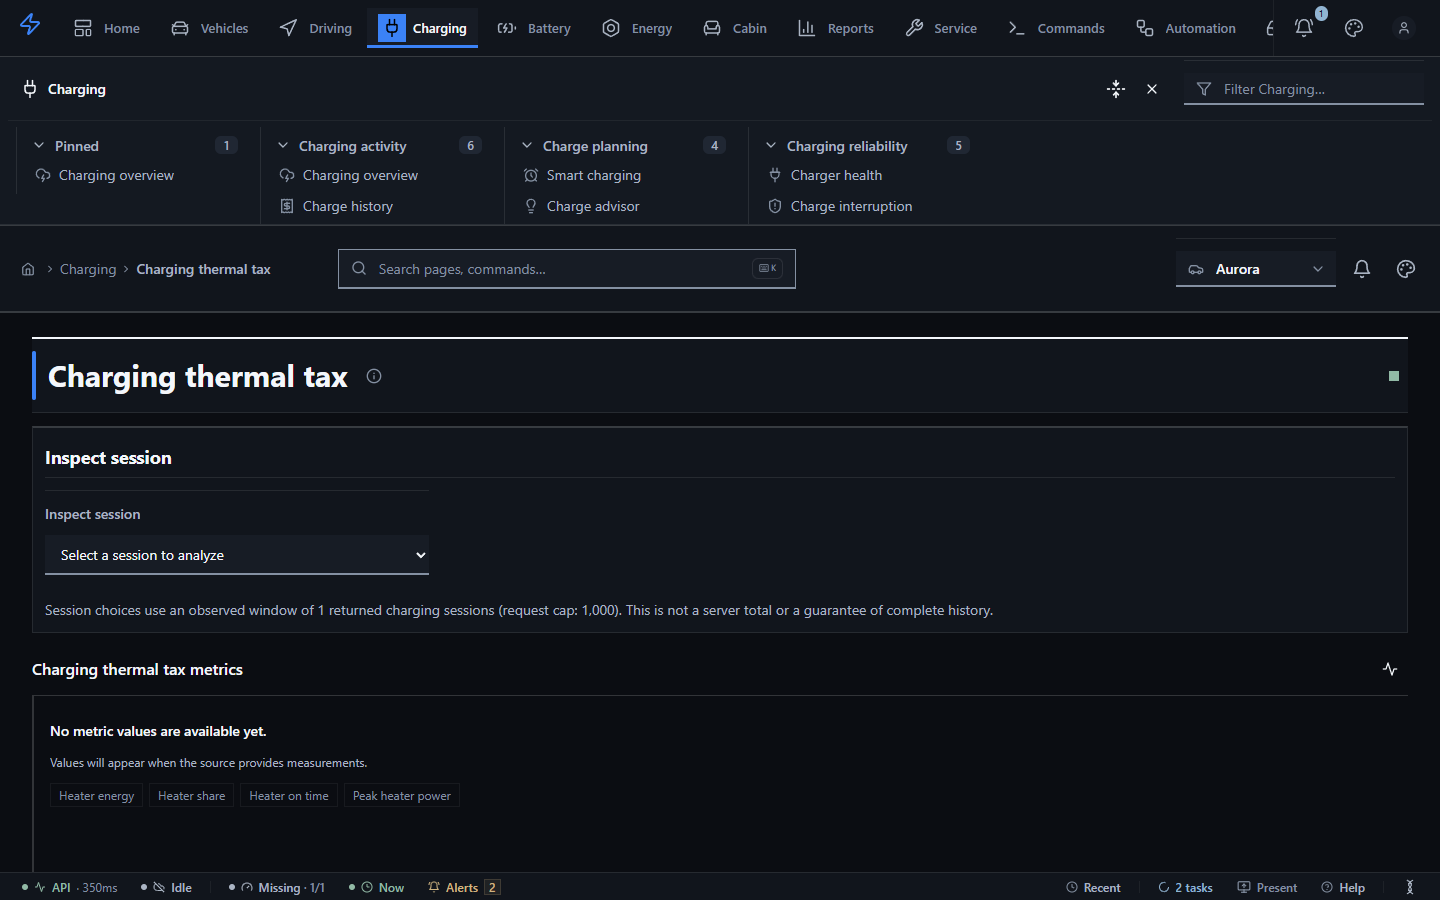 Home Vehicles Driving Charging Battery Energy Cabin Reports Service Commands Automation 1
Charging
Filter Charging...
Pinned 1
Charging overview
Charging activity 6
Charging overview
Charge history
Charge planning 4
Smart charging
Charge advisor
Charging reliability 5
Charger health
Charge interruption
Charging > Charging thermal tax
Search pages, commands... K
Aurora
Charging thermal tax
Inspect session
Inspect session
Select a session to analyze
Session choices use an observed window of 1 returned charging sessions (request cap: 1,000). This is not a server total or a guarantee of complete history.
Charging thermal tax metrics
No metric values are available yet.
Values will appear when the source provides measurements.
Heater energy Heater share Heater on time Peak heater power
API · 350ms Idle Missing · 1/1 Now Alerts 2 Recent 2 tasks Present Help